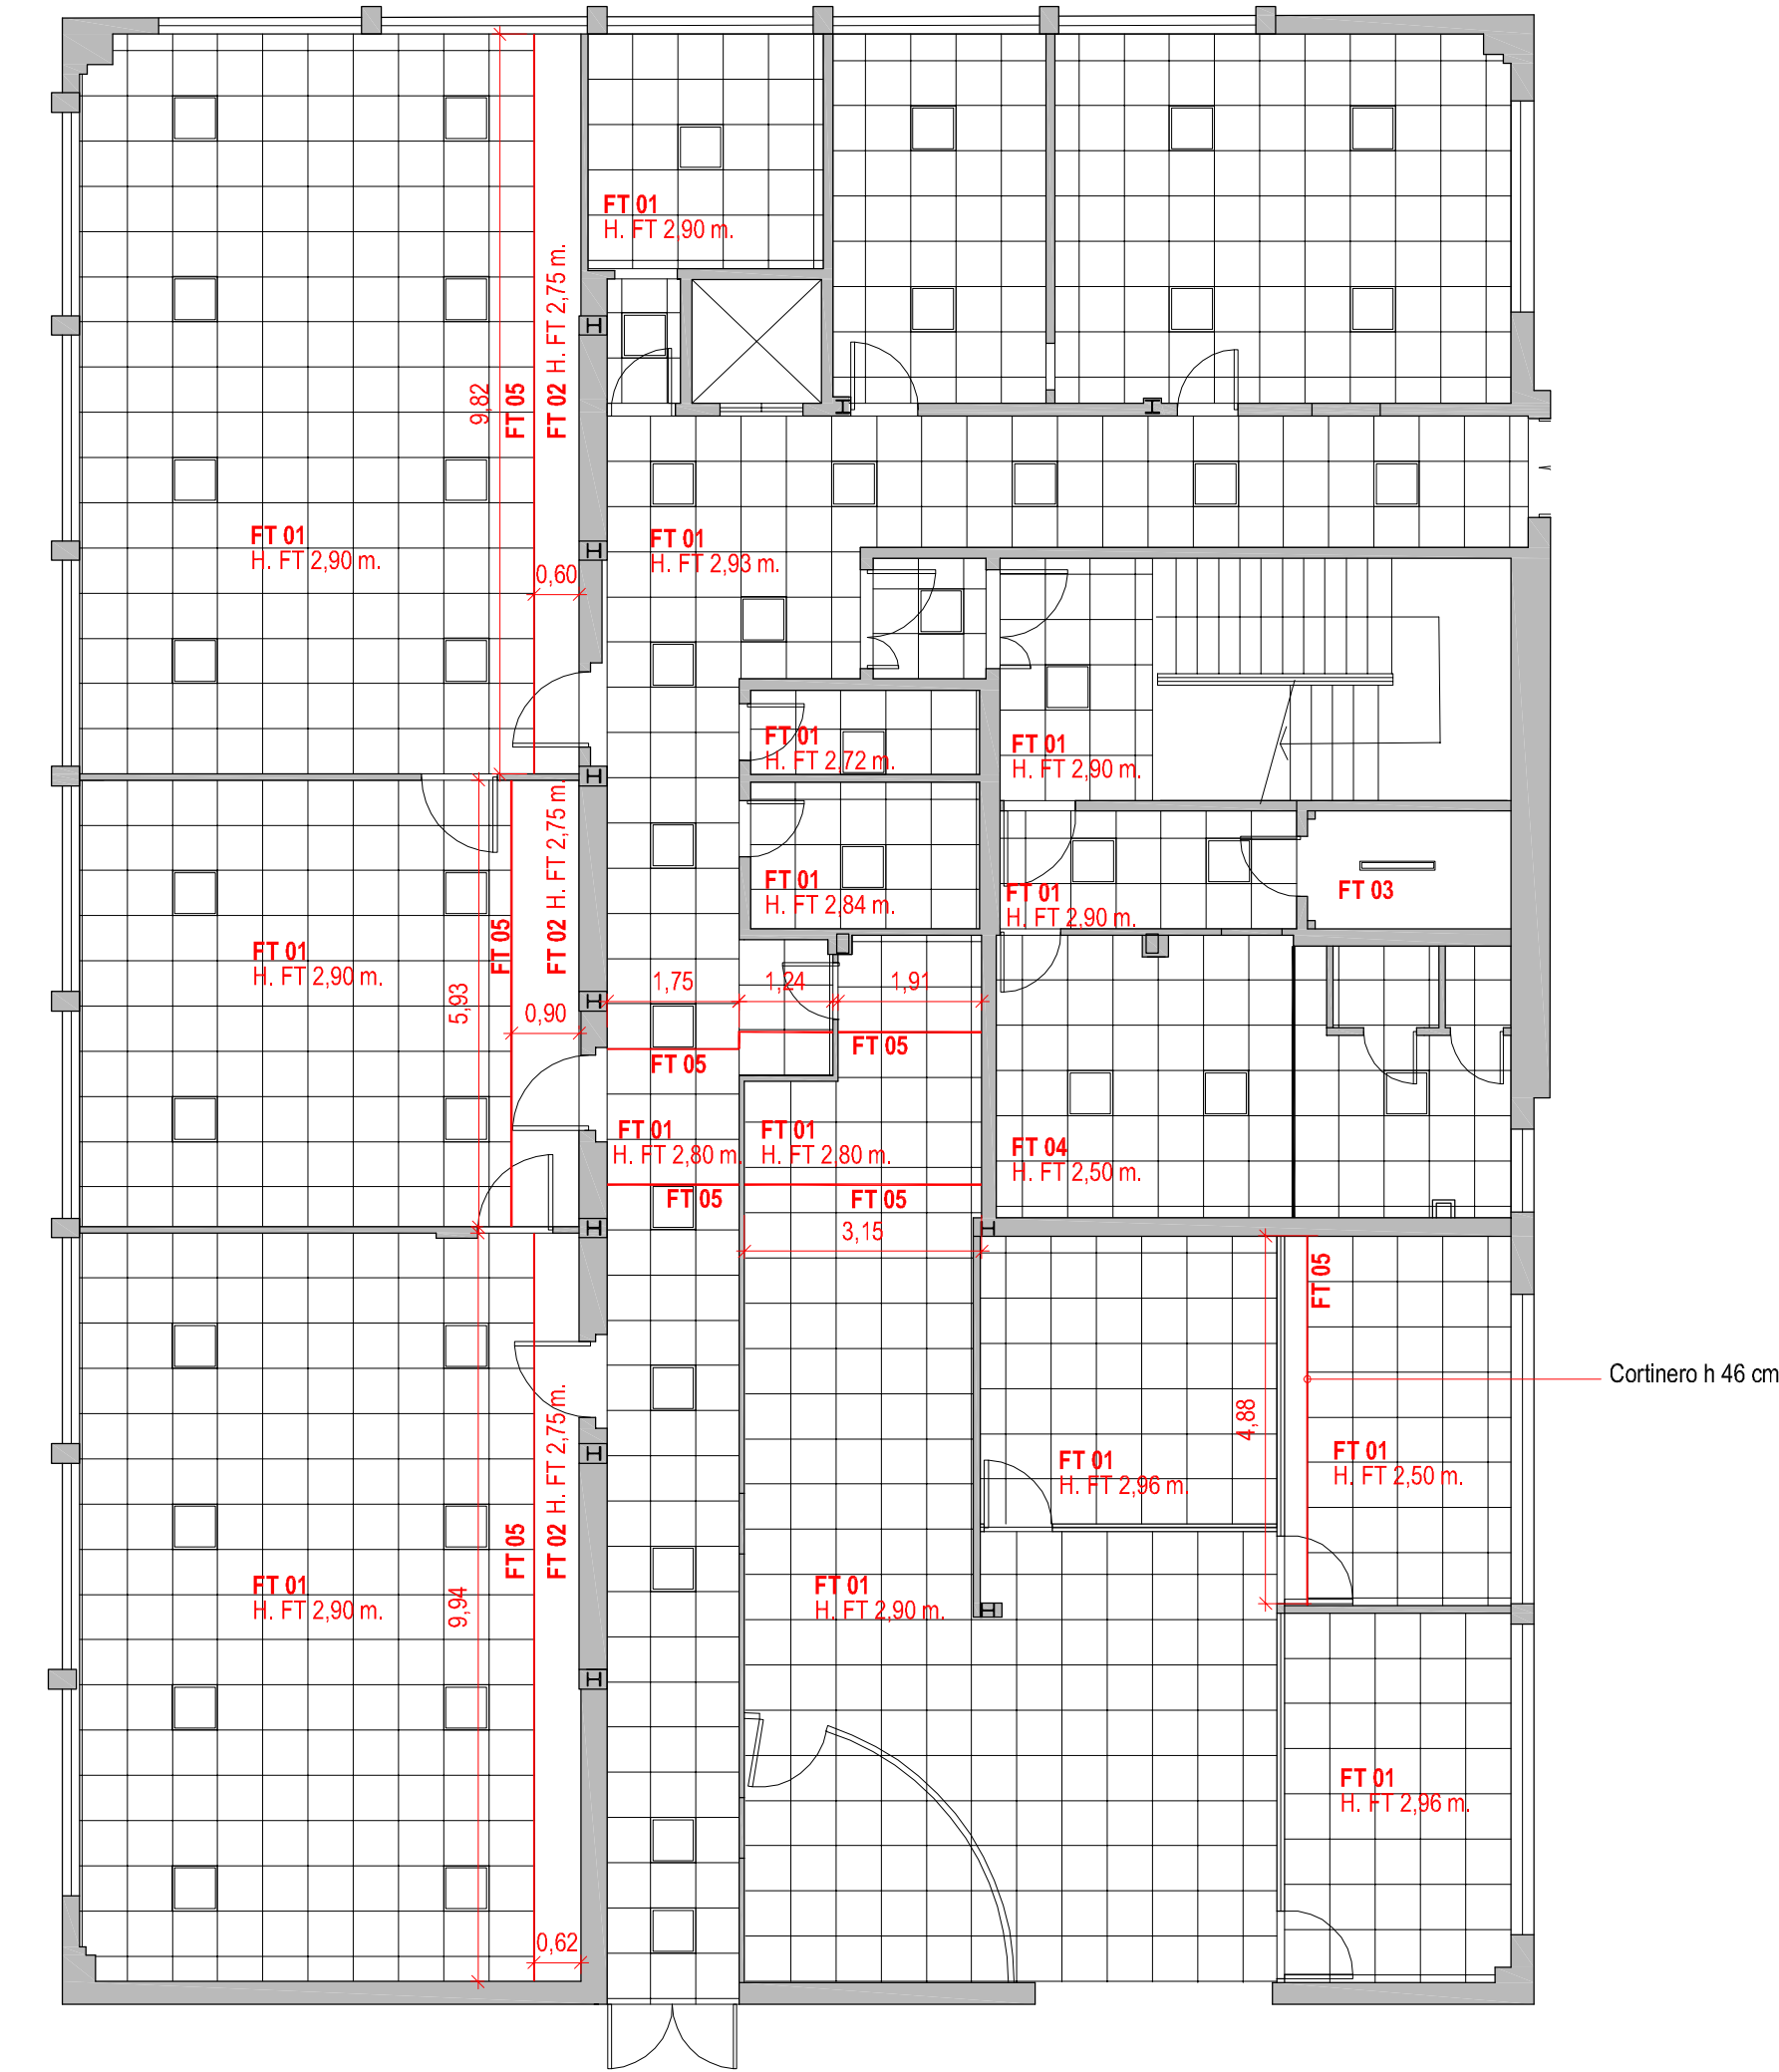 FT 01
H. FT 2,90 m.
FT 02 H. FT 2,75 m.
FT 05
9,82
FT 01
H. FT 2,90 m.
0,60
FT 01
H. FT 2,93 m.
FT 01
H. FT 2,72 m.
FT 01
H. FT 2,90 m.
FT 01
H. FT 2,84 m.
FT 01
H. FT 2,90 m.
FT 03
FT 02 H. FT 2,75 m.
FT 05
FT 01
H. FT 2,90 m.
5,93
0,90
1,75
1,24
1,91
FT 05
FT 05
FT 01
H. FT 2,80 m.
FT 01
H. FT 2,80 m.
FT 04
H. FT 2,50 m.
FT 05
FT 05
3,15
FT 05
Cortinero h 46 cm
4,88
FT 01
H. FT 2,96 m.
FT 01
H. FT 2,50 m.
FT 02 H. FT 2,75 m.
FT 05
FT 01
H. FT 2,90 m.
9,94
FT 01
H. FT 2,90 m.
FT 01
H. FT 2,96 m.
0,62